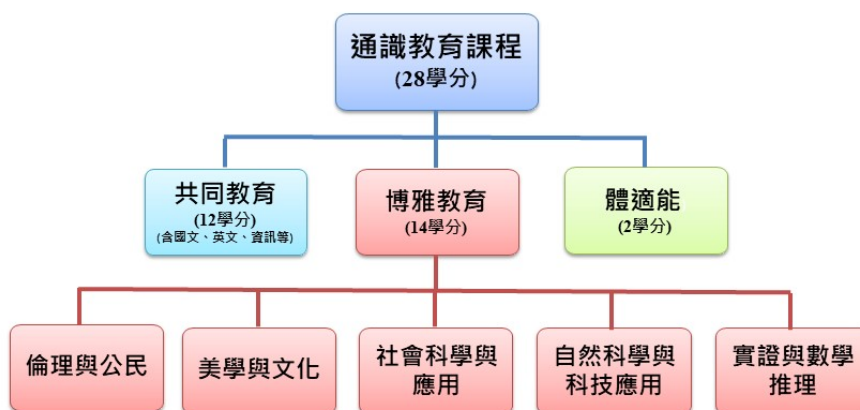 通識教育課程
(28學分)
共同教育
(12學分)
(含國文、英文、資訊等)
博雅教育
(14學分)
體適能
(2學分)
倫理與公民
美學與文化
社會科學與
應用
自然科學與
科技應用
實證與數學
推理